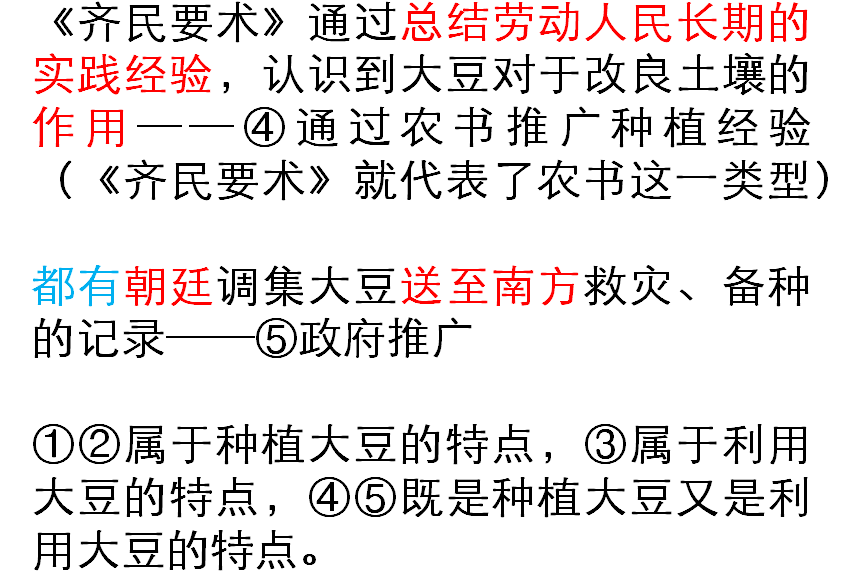 《齐民要术》通过总结劳动人民长期的
实践经验，认识到大豆对于改良土壤的
作用——④通过农书推广种植经验
（《齐民要术》就代表了农书这一类型）
都有朝廷调集大豆送至南方救灾、备种
的记录——⑤政府推广
①②属于种植大豆的特点，③属于利用
大豆的特点，④⑤既是种植大豆又是利
用大豆的特点。